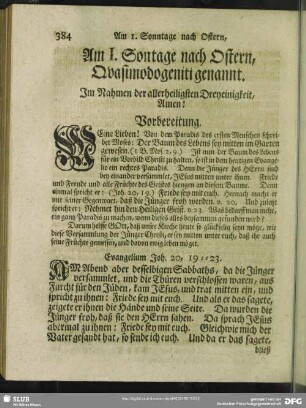 384 Am 1. Sonntage nach Ostern,
Am I. Sontage nach Ostern,
Qvasimodogeniti genannt.
Im Nahmen der allerheiligsten Dreyeinigkeit,
Amen!
Vorbereitung.
MEine Lieben! Von dem Paradis des ersten Menschen schrei-
bet Moses: Der Baum des Lebens sey mitten im Garten
gewesen. (1 B. Mos. 2. 9.) Ist nun der Baum des Lebens
für ein Vorbild Christi zu halten, so ist in dem heutigen Evange-
lio ein rechtes Paradis. Denn die Jünger des HErrn sind
bey einander versammlet, JEsus mitten unter ihnen. Friede
und Freude und alle Früchte des Geistes hengen an diesem Baume. Denn
einmal spricht er: (Joh. 20, 19.) Friede sey mit euch. Hernach macht er
mit seiner Gegenwart, daß die Jünger froh werden v. 20. Und zuletzt
spricht er: Nehmet hin den Heiligen Geist. v. 23. Was bedarff man mehr,
ein gantz Paradis zu machen, wenn dieses alles beysammen zu finden wird?
Darum helffe GOtt, daß unsre Kirche heute so glückselig seyn möge, wie
diese Versammlung der Jünger Christi, er sey mitten unter euch, daß ihr auch
seine Früchte geniessen, und davon ewig leben möget.
Evangelium Joh. 20, 19 :: 23.
AM Abend aber desselbigen Sabbaths, da die Jünger
versammlet, und die Thüren verschlossen waren, aus
Furcht für den Jüden, kam JEsus, und trat mitten ein, und
spricht zu ihnen: Friede sey mit euch. Und als er das sagete,
zeigete er ihnen die Hände und seine Seite. Da wurden die
Jünger froh, daß sie den HErrn sahen. Da sprach JEsus
abermal zu ihnen: Friede sey mit euch. Gleichwie mich der
Vater gesandt hat, so sende ich euch. Und da er das sagete,
bließ
SLUB